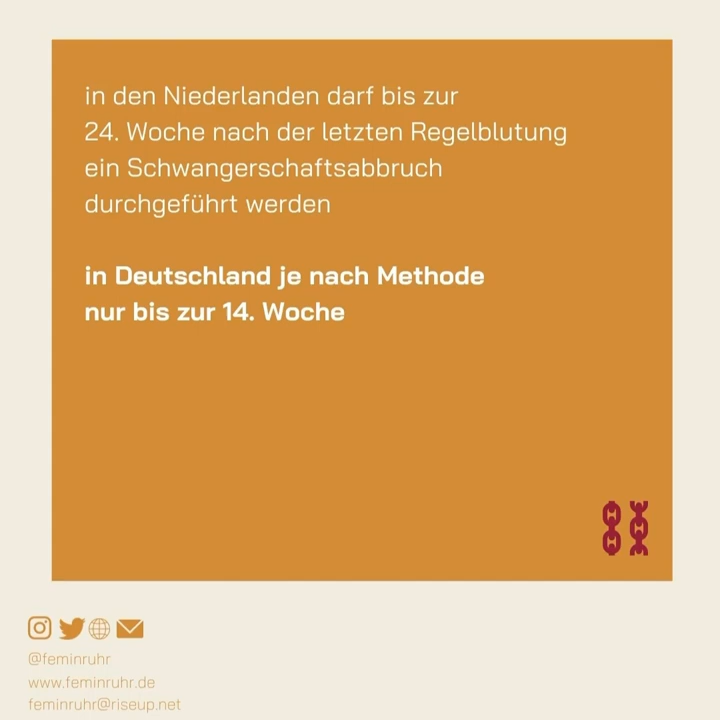 in den Niederlanden darf bis zur
24. Woche nach der letzten Regelblutung
ein Schwangerschaftsabbruch
durchgeführt werden
in Deutschland je nach Methode
nur bis zur 14. Woche
@feminruhr
www.feminruhr.de
feminruhr@riseup.net